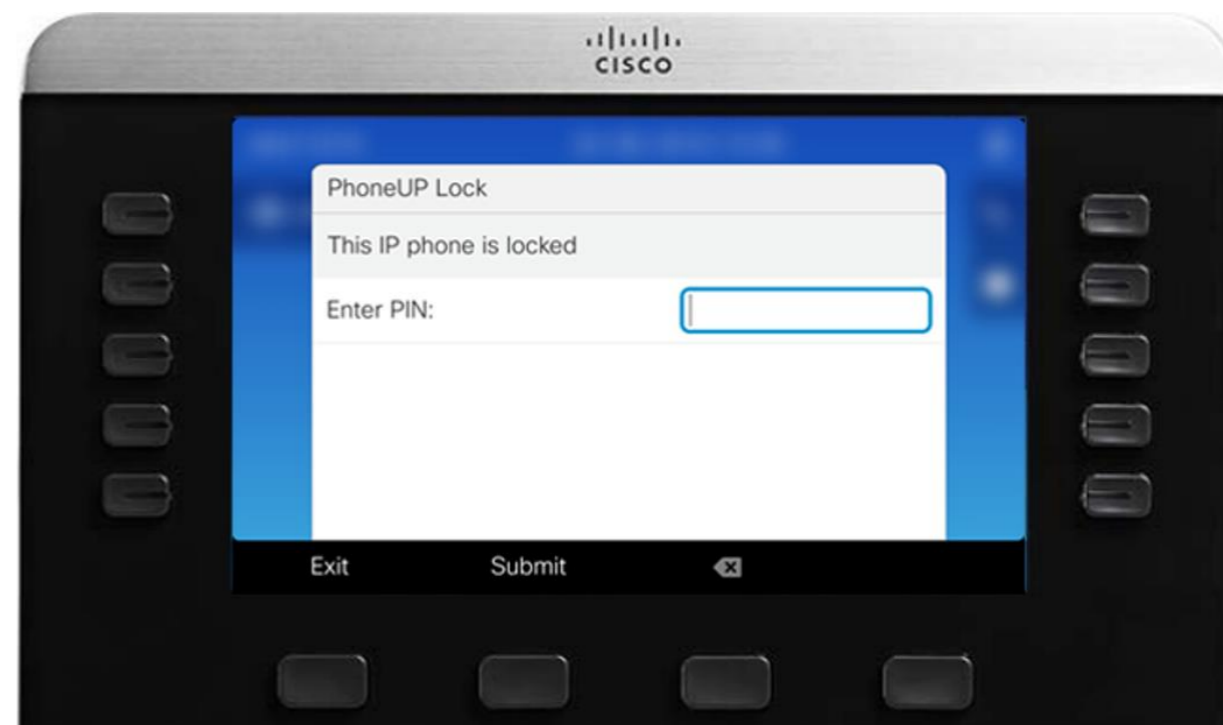 CISCO
PhoneUP Lock
This IP phone is locked
Enter PIN:
Exit Submit